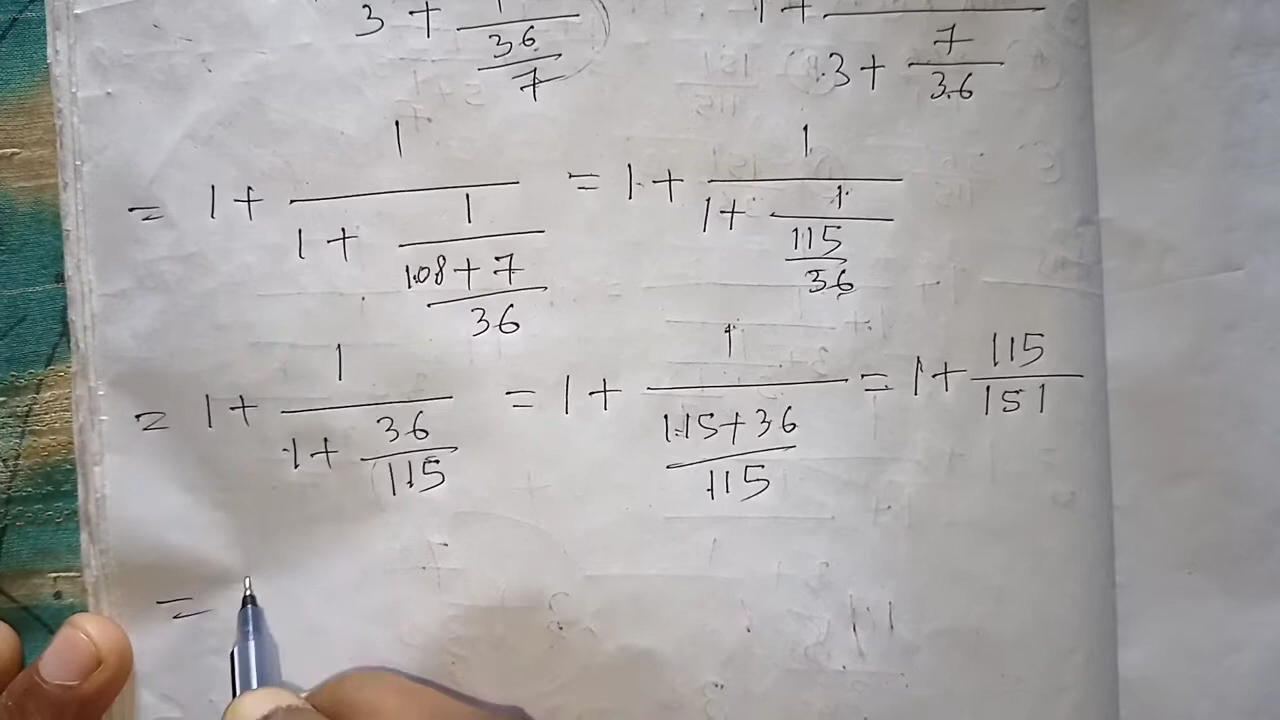 3 + 1/(36/7) 1 + 1/(3 + 7/36)
= 1 + 1/(1 + 1/((108 + 7)/36)) = 1 + 1/(1 + 1/(115/36))
= 1 + 1/(1 + 36/115) = 1 + 1/((115 + 36)/115) = 1 + 115/151
=